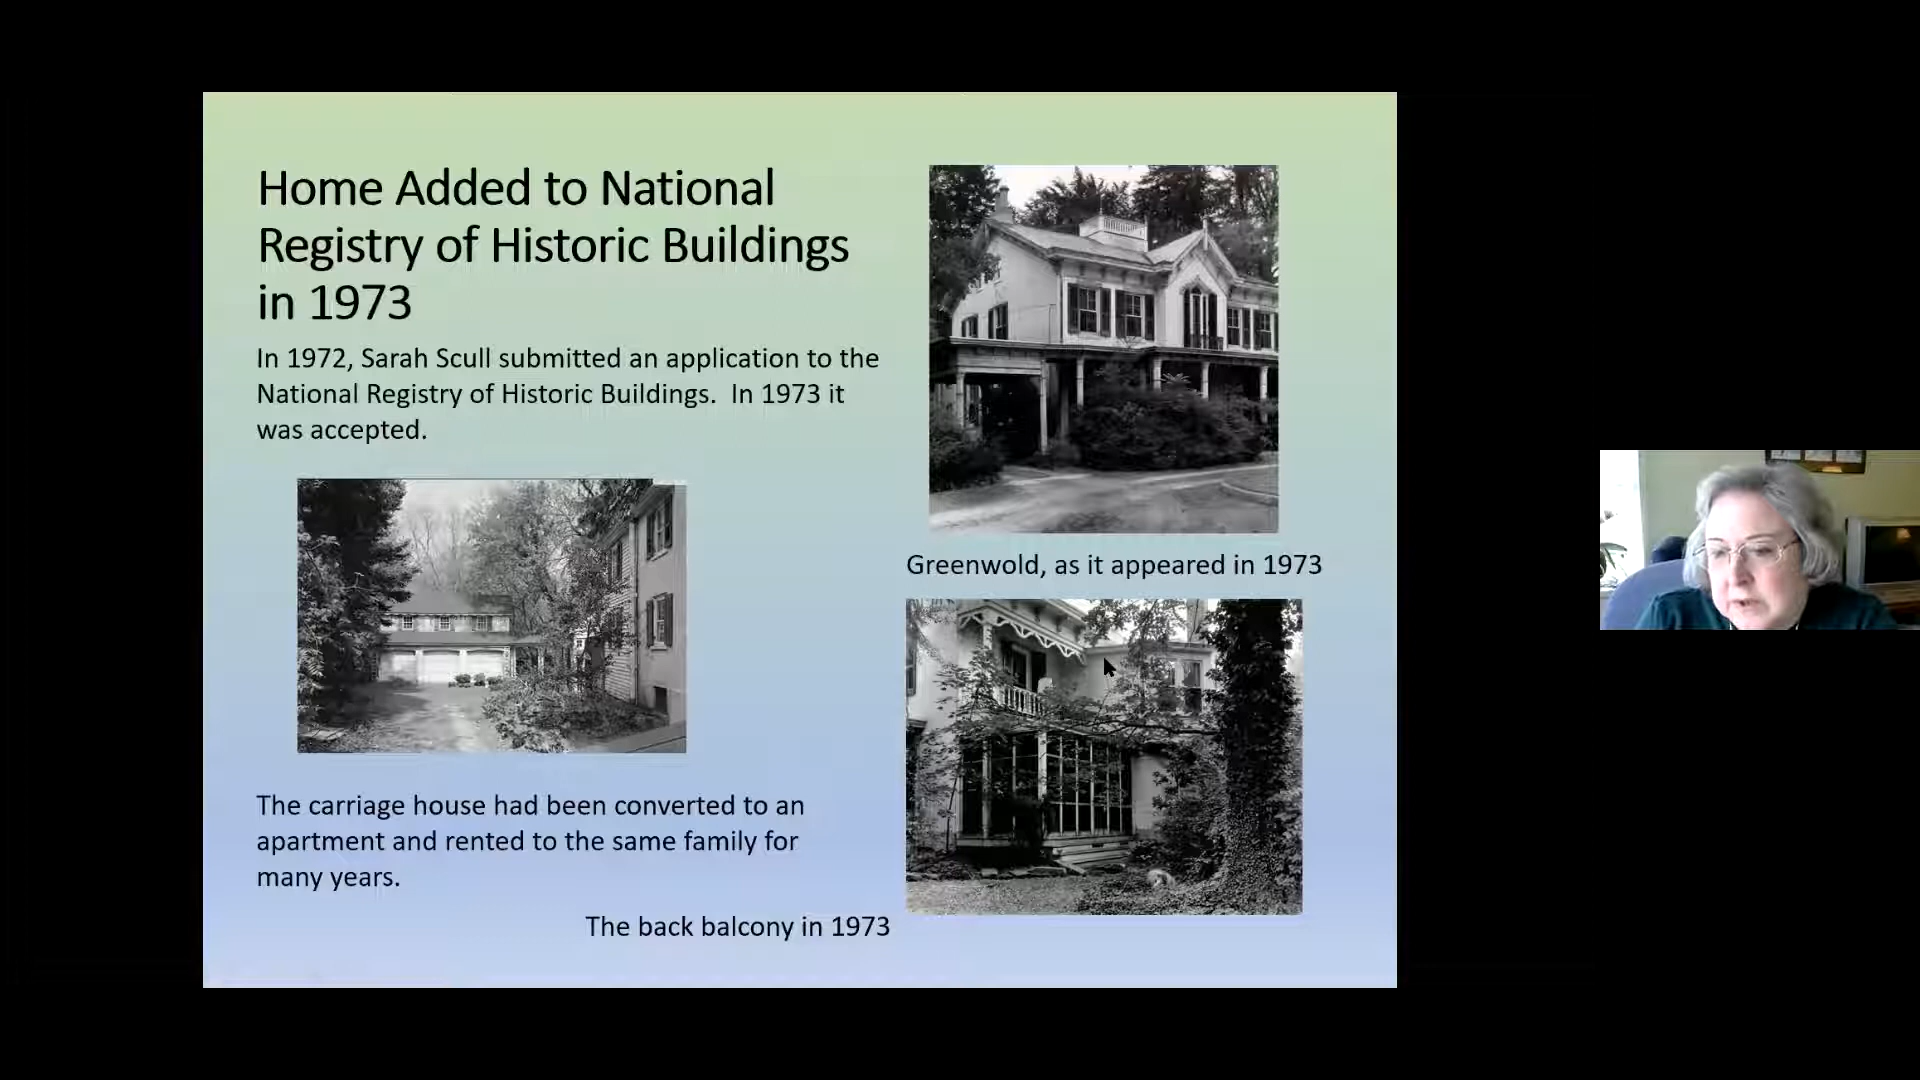 Home Added to National
Registry of Historic Buildings
in 1973
In 1972, Sarah Scull submitted an application to the
National Registry of Historic Buildings.  In 1973 it
was accepted.
Greenwold, as it appeared in 1973
The carriage house had been converted to an
apartment and rented to the same family for
many years.
The back balcony in 1973